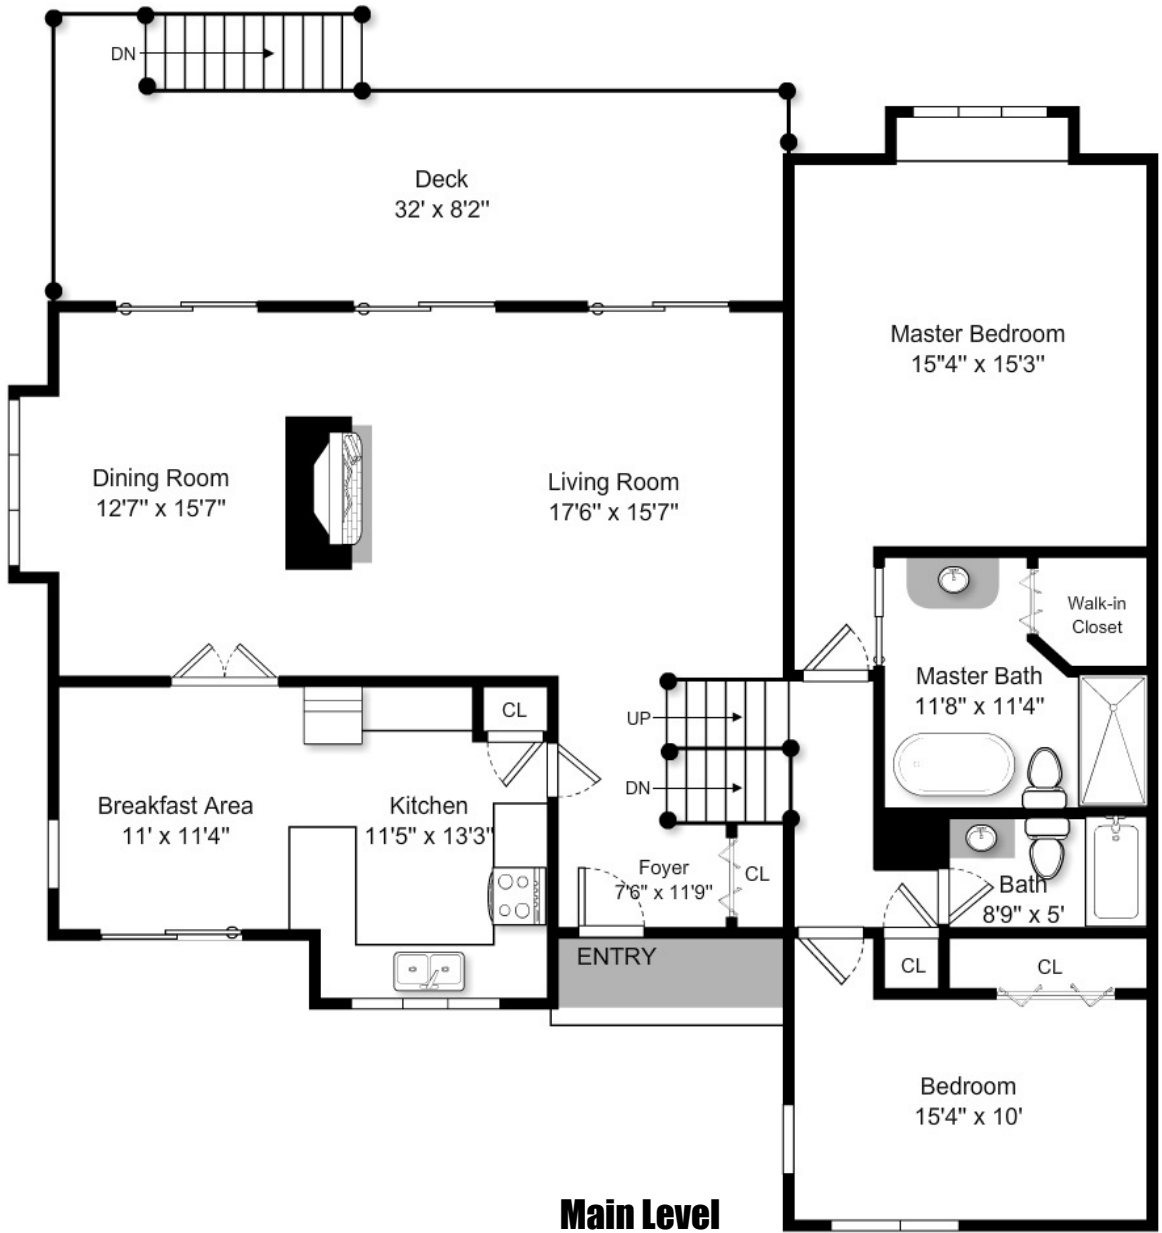 DN
Deck
32' x 8'2"
Master Bedroom
15"4" x 15'3"
Dining Room
12'7" x 15'7"
Living Room
17'6" x 15'7"
Walk-in
Closet
Master Bath
11'8" x 11'4"
CL
UP
DN
Breakfast Area
11' x 11'4"
Kitchen
11'5" x 13'3"
Foyer
7'6" x 11'9"
CL
Bath
8'9" x 5'
ENTRY
CL
CL
Bedroom
15'4" x 10'
Main Level